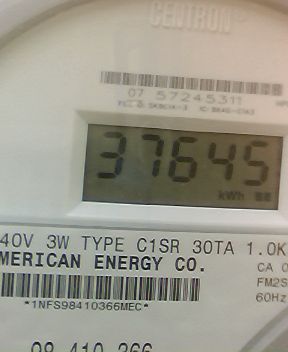 CENTRON®
07 57245311
37645
kWh
40V 3W TYPE C1SR 30TA 1.0K
MERICAN ENERGY CO.
CA 0
FM2S
60Hz
*1NFS98410366MEC*
98 410 366